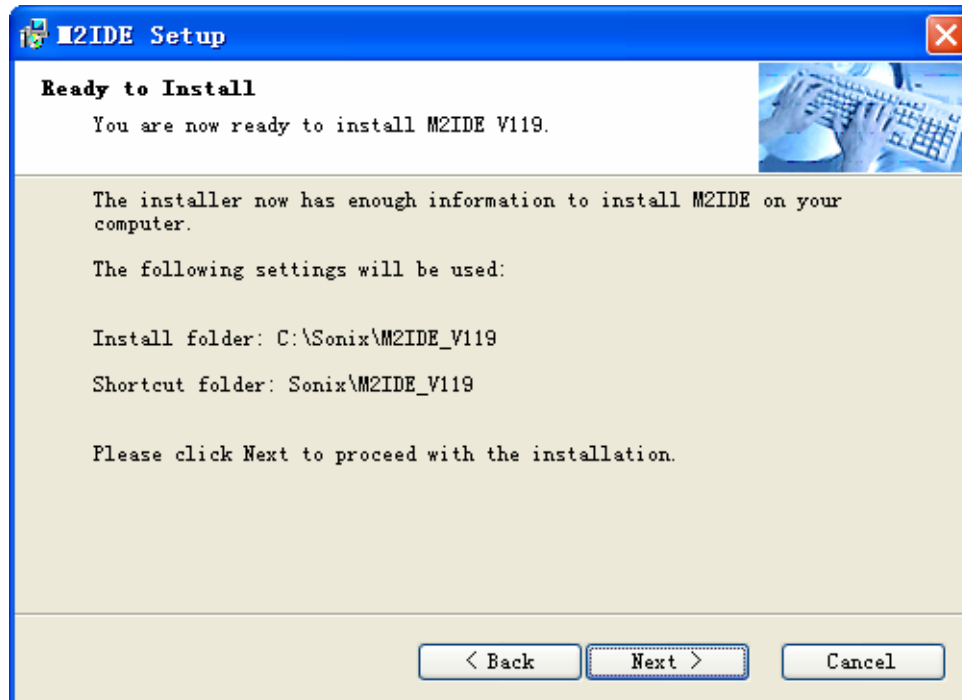 M2IDE Setup
Ready to Install
You are now ready to install M2IDE V119.
The installer now has enough information to install M2IDE on your
computer.
The following settings will be used:
Install folder: C:\Sonix\M2IDE_V119
Shortcut folder: Sonix\M2IDE_V119
Please click Next to proceed with the installation.
< Back
Next >
Cancel